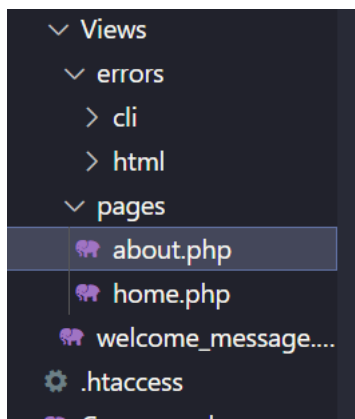 Views
errors
cli
html
pages
about.php
home.php
welcome_message....
.htaccess